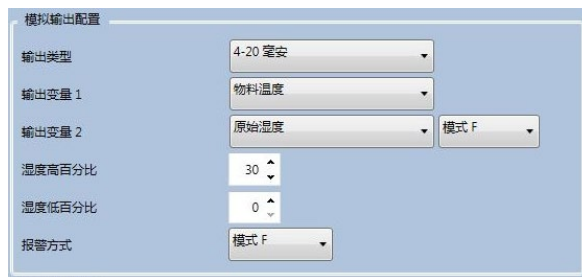 模拟输出配置
输出类型 4-20 毫安
输出变量 1 物料温度
输出变量 2 原始湿度 模式 F
湿度高百分比 30
湿度低百分比 0
报警方式 模式 F